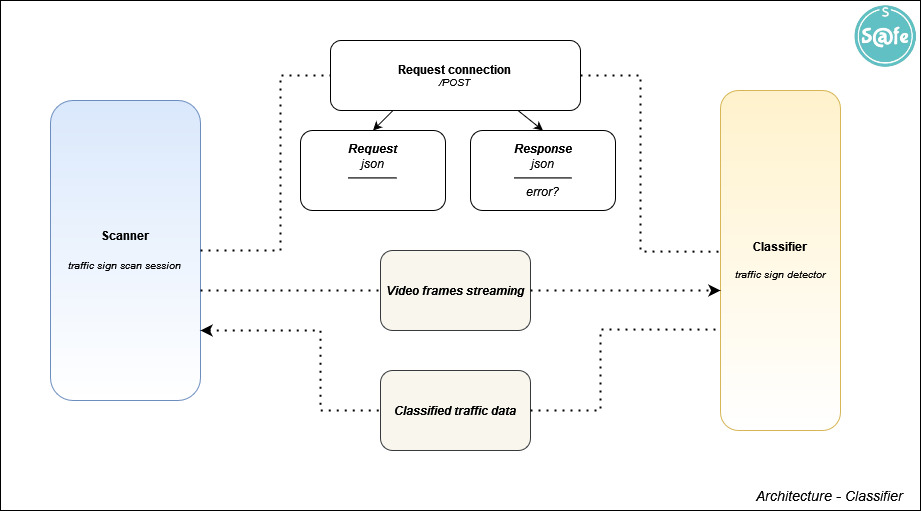 S
S@fe
Request connection
/POST
Request
json
Response
json
error?
Scanner
traffic sign scan session
Classifier
traffic sign detector
Video frames streaming
Classified traffic data
Architecture - Classifier